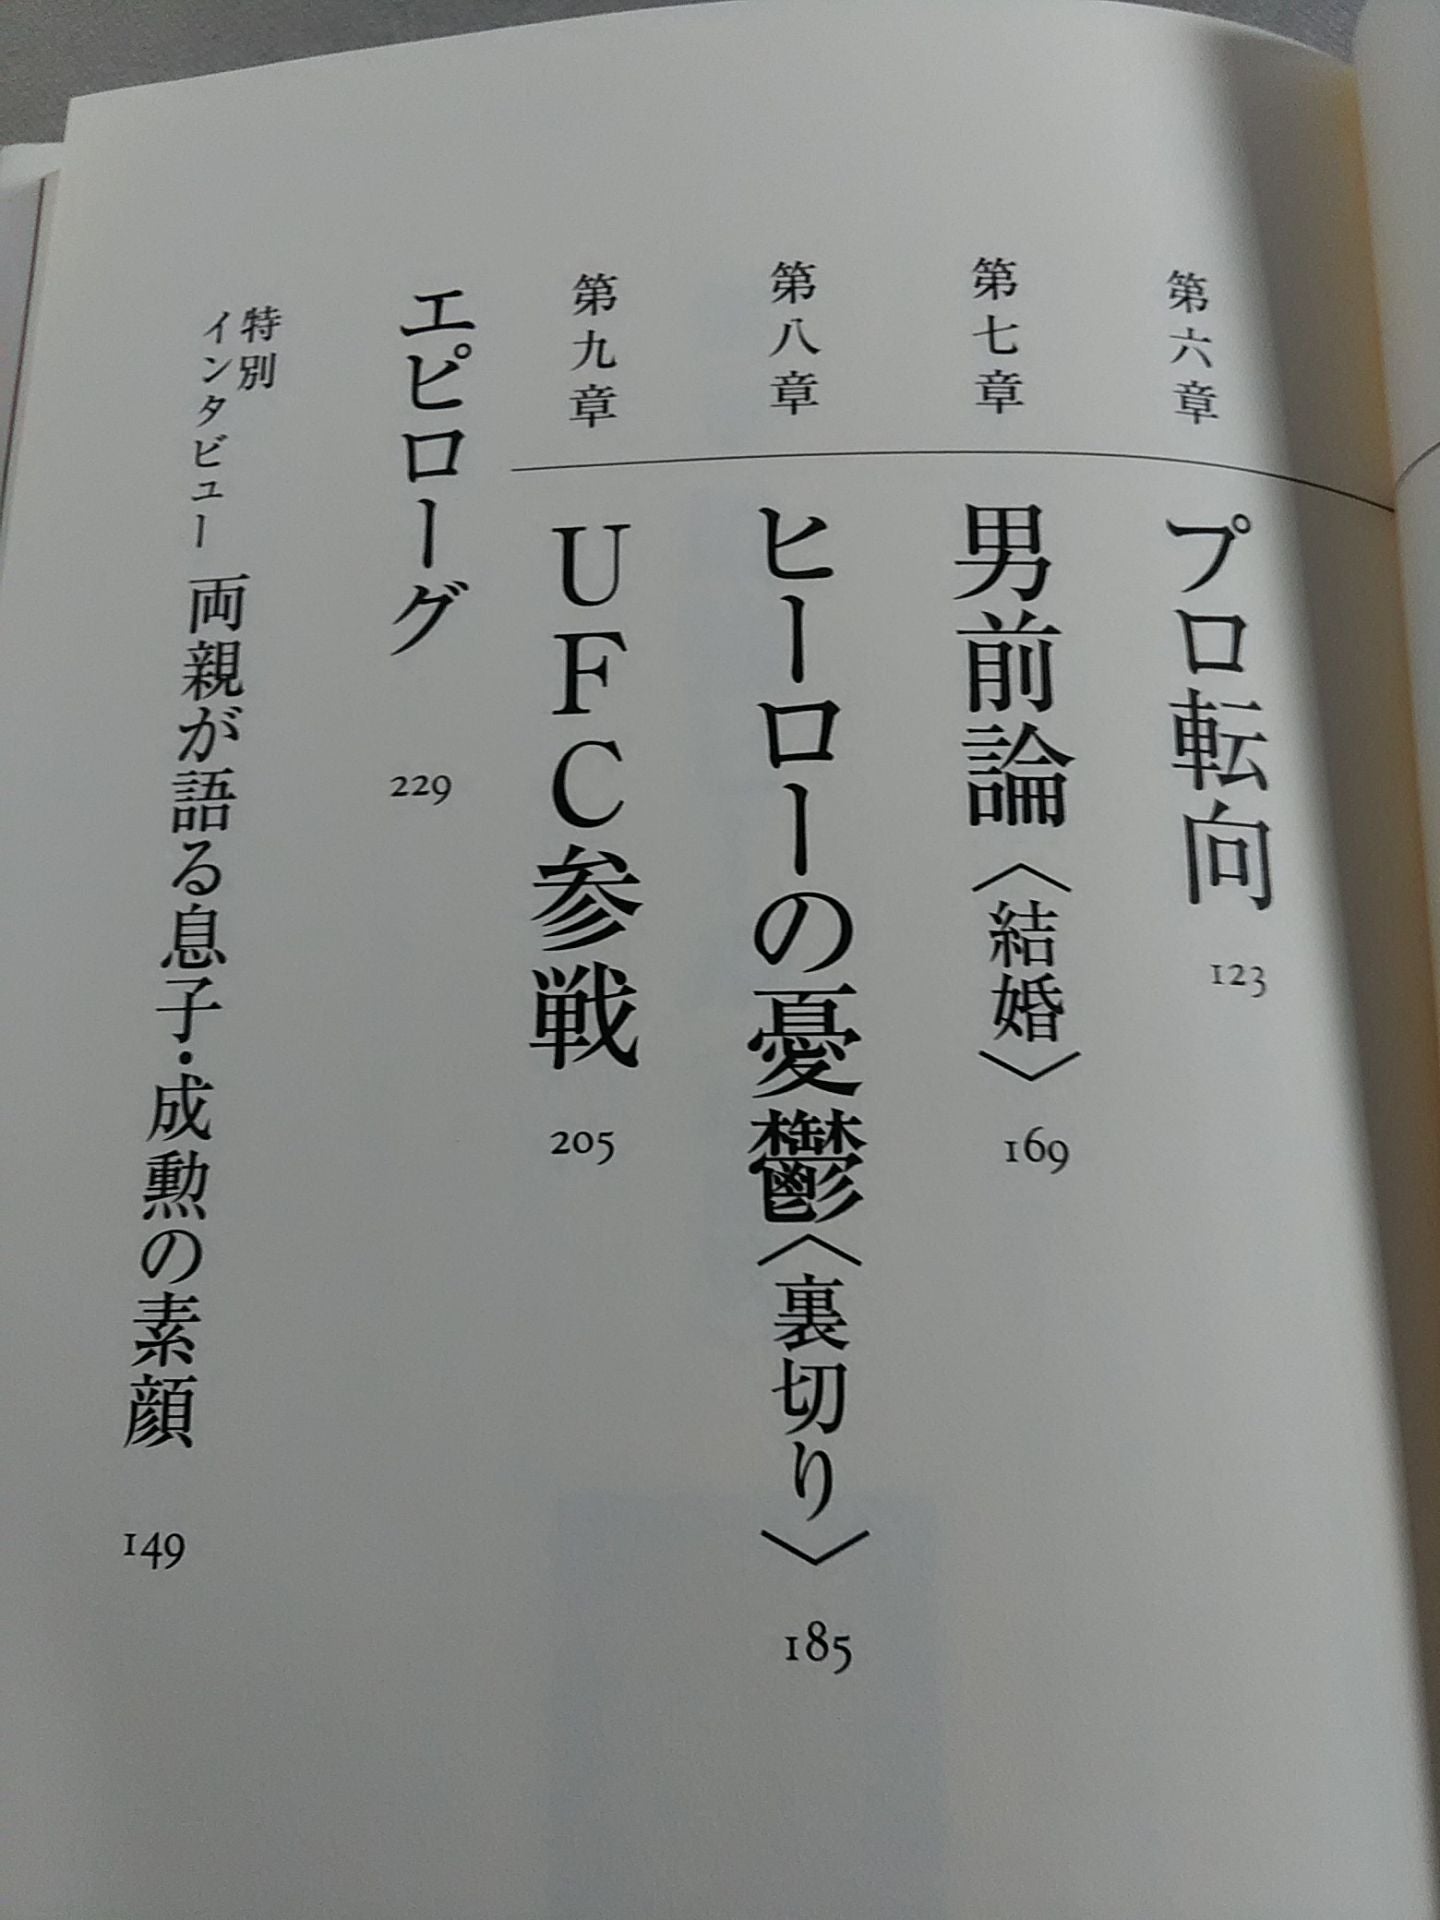 第六章 プロ転向 123
第七章 男前論〈結婚〉 169
第八章 ヒーローの憂鬱〈裏切り〉 185
第九章 UFC参戦 205
エピローグ 229
特別
インタビュー 両親が語る息子・成勲の素顔 149